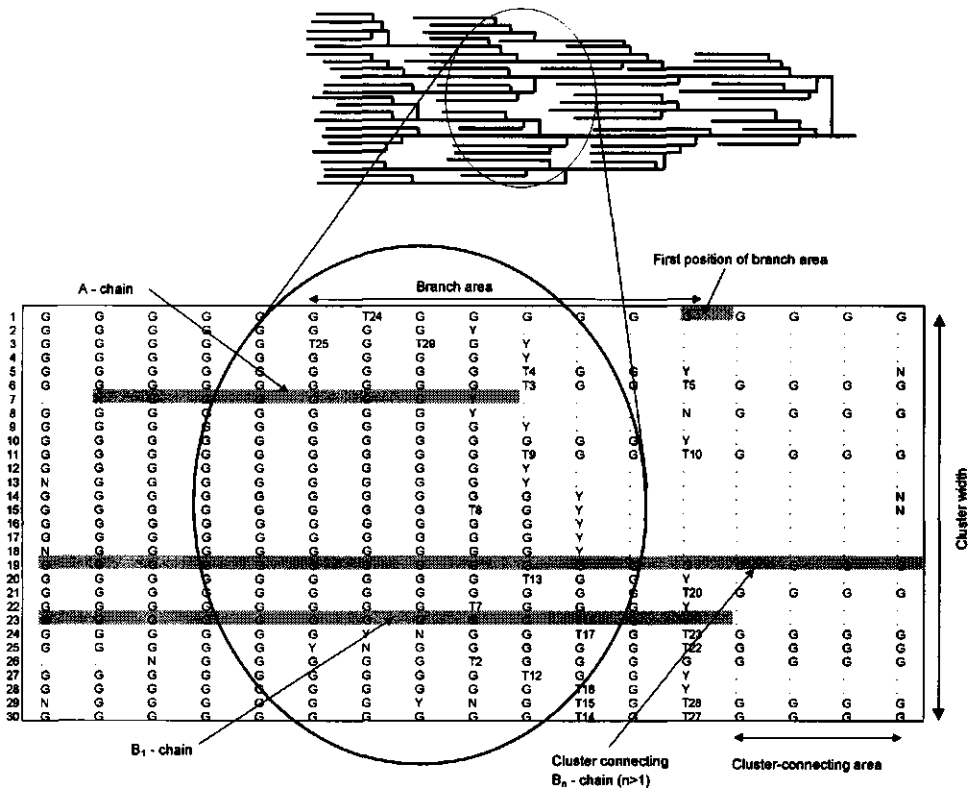 First position of branch area
A - chain
Branch area
1 G G G G G G T24 G G G G G G G G G G
2 G G G G G G G G Y . . . . . . . .
3 G G G G G T25 G G Y . . . . . . .
4 G G G G G G G G G Y . . . . . . .
5 G G G G G G G G G T4 G G Y . . . N
6 G G G G G G G G G T3 G G T5 G G G G
7 . N G G G G G G Y . . . . . . . .
8 G G G G G G G G Y . . . N G G G G
9 G G G G G G G G G Y . . . . . . .
10 G G G G G G G G G G G G Y . . . .
11 G G G G G G G G G T9 G G T10 G G G G
12 G G G G G G G G G Y . . . . . . .
13 N G G G G G G G G Y . . . . . . .
14 G G G G G G G G G G Y . . . . . N
15 G G G G G G G G T8 G Y . . . . . N
16 G G G G G G G G G G Y . . . . . .
17 G G G G G G G G G G Y . . . . . .
18 N G G G G G G G G G Y . . . . . .
19 G G G G G G G G G G G G G G G G G
20 G G G G G G G G G T13 G G Y . . . .
21 G G G G G G G G G G G G T20 G G G G
22 G G G G G G G G T7 G G G Y . . . .
23
24 G G G G G G Y N G G T17 G T23 G G G G
25 G G G G G Y N G G G G G T22 G G G G
26 . . N G G G G G T2 G G G G G G G G
27 G G G G G G G G G T12 G G Y . . . .
28 G G G G G G G G G G T16 G Y . . . .
29 N G G G G G G Y N G T15 G T28 G G G G
30 G G G G G G G G G G T14 G T27 G G G G
Cluster width
B1 - chain
Cluster connecting
Bn - chain (n>1)
Cluster-connecting area